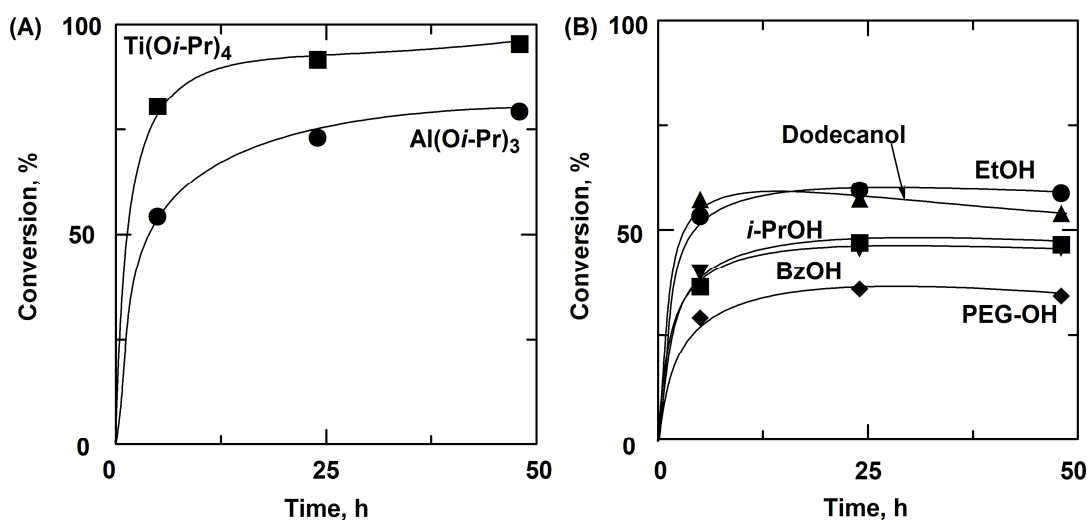 (A)
100
Ti(Oi-Pr)4
Al(Oi-Pr)3
50
0
Conversion, %
0
25
50
Time, h
(B)
100
Dodecanol
EtOH
i-PrOH
BzOH
PEG-OH
50
0
Conversion, %
0
25
50
Time, h